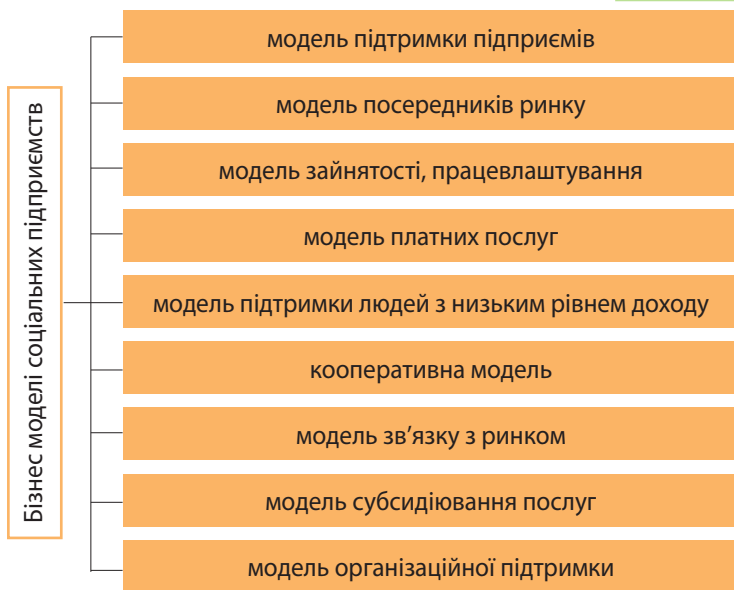 Бізнес моделі соціальних підприємств
модель підтримки підприємів
модель посередників ринку
модель зайнятості, працевлаштування
модель платних послуг
модель підтримки людей з низьким рівнем доходу
кооперативна модель
модель зв’язку з ринком
модель субсидіювання послуг
модель організаційної підтримки